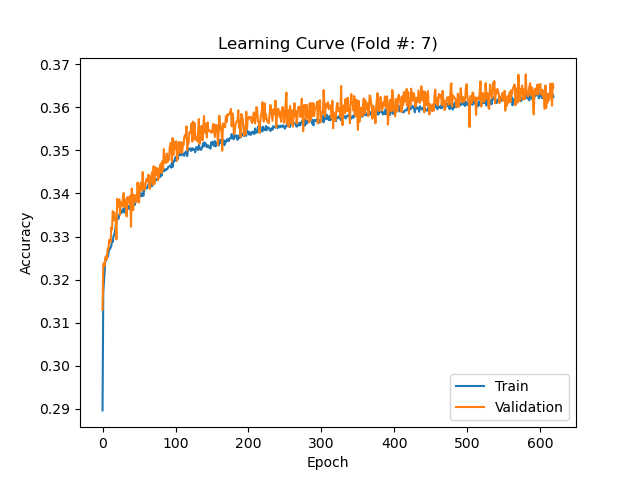 Learning Curve (Fold #: 7)
0.37
0.36
0.35
0.34
0.33
0.32
0.31
0.30
0.29
Accuracy
0 100 200 300 400 500 600
Epoch
Train
Validation